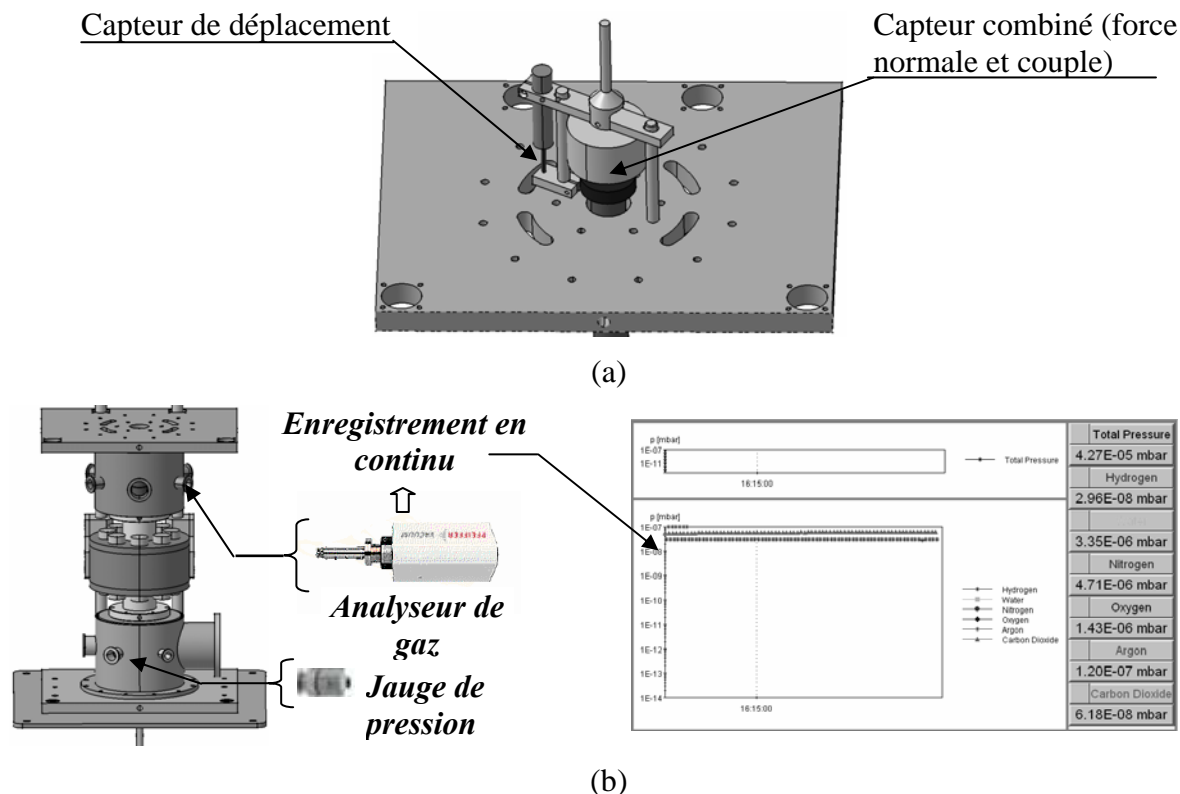 Capteur de déplacement
Capteur combiné (force
normale et couple)
(a)
Enregistrement en
continu
PFEIFFER VACUUM
Analyseur de
gaz
Jauge de
pression
p [mbar]
1E-07
1E-11
16:15:00
Total Pressure
p [mbar]
1E-07
1E-08
1E-09
1E-10
1E-11
1E-12
1E-13
1E-14
16:15:00
Hydrogen
Water
Nitrogen
Oxygen
Argon
Carbon Dioxide
Total Pressure
4.27E-05 mbar
Hydrogen
2.96E-08 mbar
3.35E-06 mbar
Nitrogen
4.71E-06 mbar
Oxygen
1.43E-06 mbar
Argon
1.20E-07 mbar
Carbon Dioxide
6.18E-08 mbar
(b)